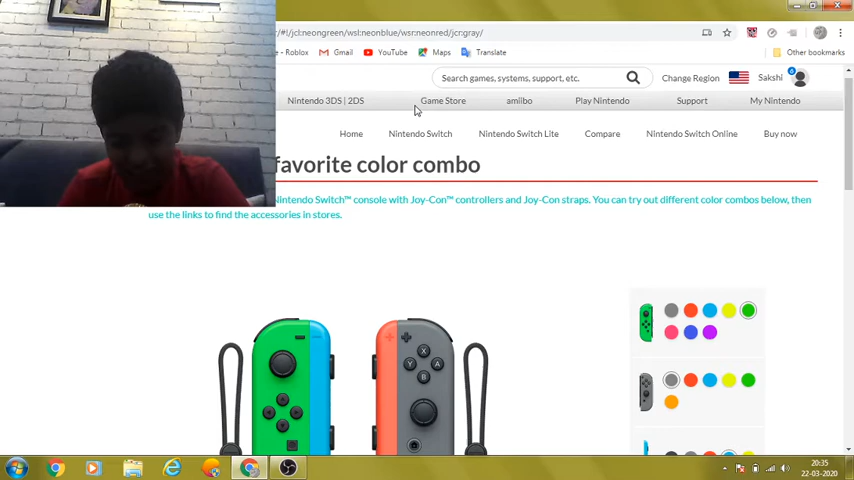 /#!/jcl:neongreen/wsl:neonblue/wsr:neonred/jcr:gray/
- Roblox Gmail YouTube Maps Translate Other bookmarks
Search games, systems, support, etc. Change Region Sakshi 6
Nintendo 3DS | 2DS Game Store amiibo Play Nintendo Support My Nintendo
Home Nintendo Switch Nintendo Switch Lite Compare Nintendo Switch Online Buy now
favorite color combo
Nintendo Switch™ console with Joy-Con™ controllers and Joy-Con straps. You can try out different color combos below, then
use the links to find the accessories in stores.
X
Y A
B
20:35
22-03-2020